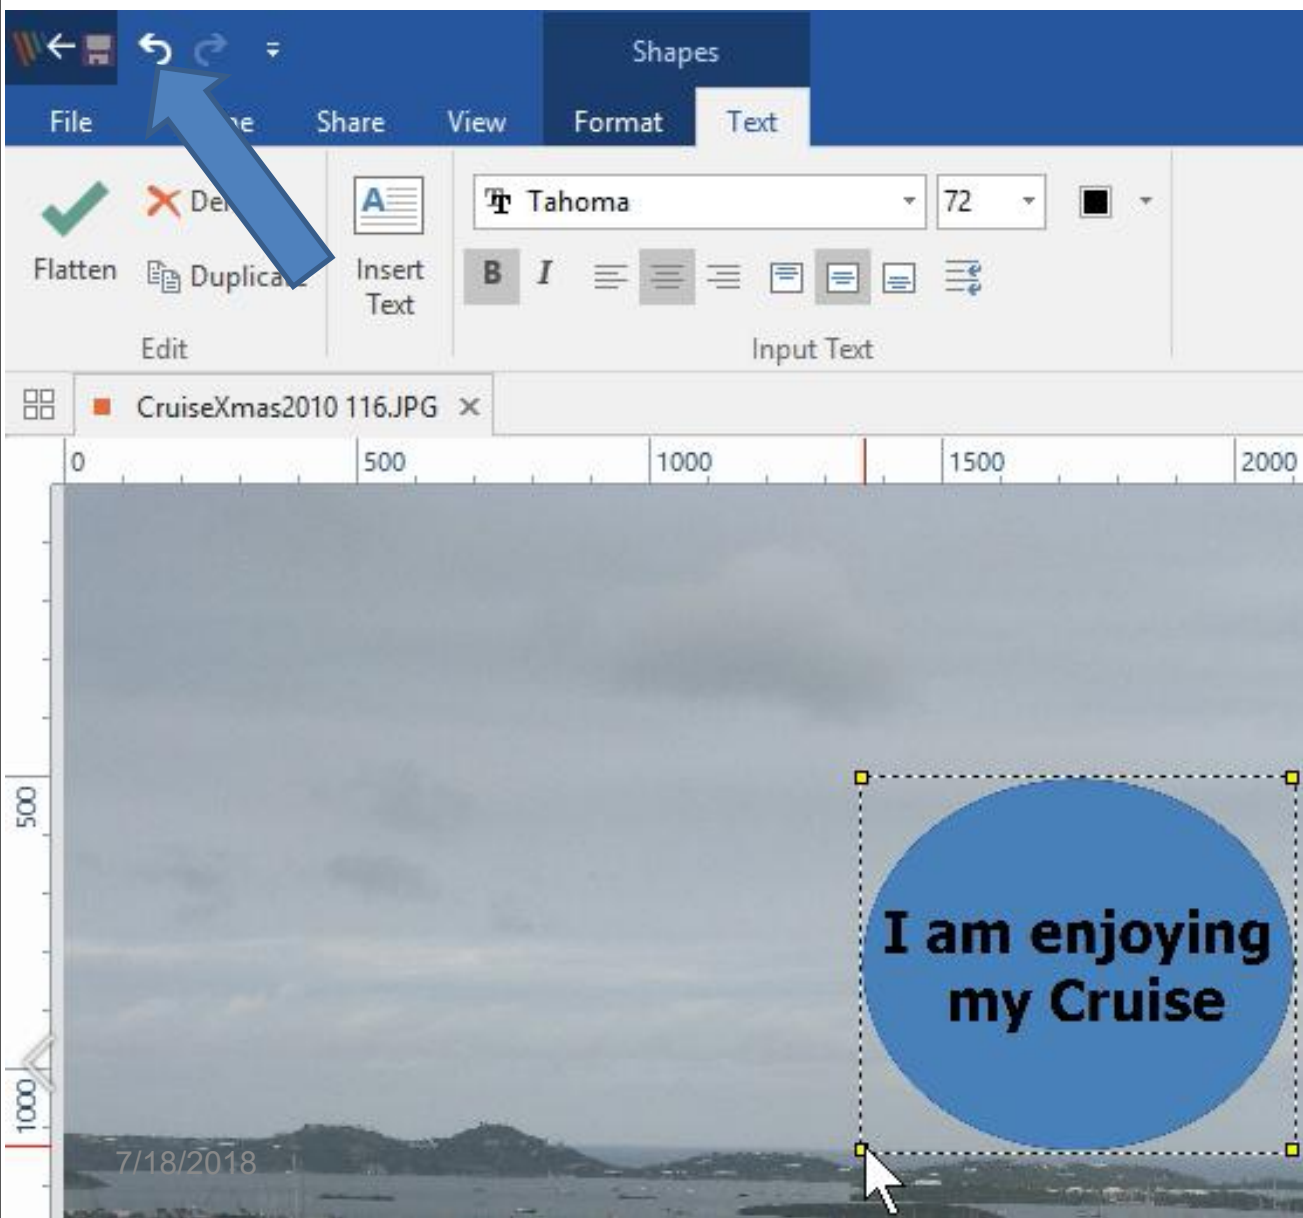 Shapes
File
Share
View
Format
Text
Tahoma
72
Flatten
Insert
Text
B I
Edit
Input Text
CruiseXmas2010 116.JPG
0 500 1000 1500 2000
500
1000
I am enjoying
my Cruise
7/18/2018